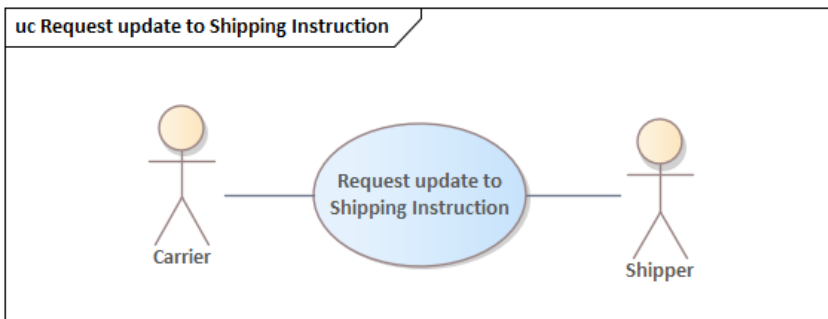 uc Request update to Shipping Instruction
Request update to
Shipping Instruction
Carrier
Shipper